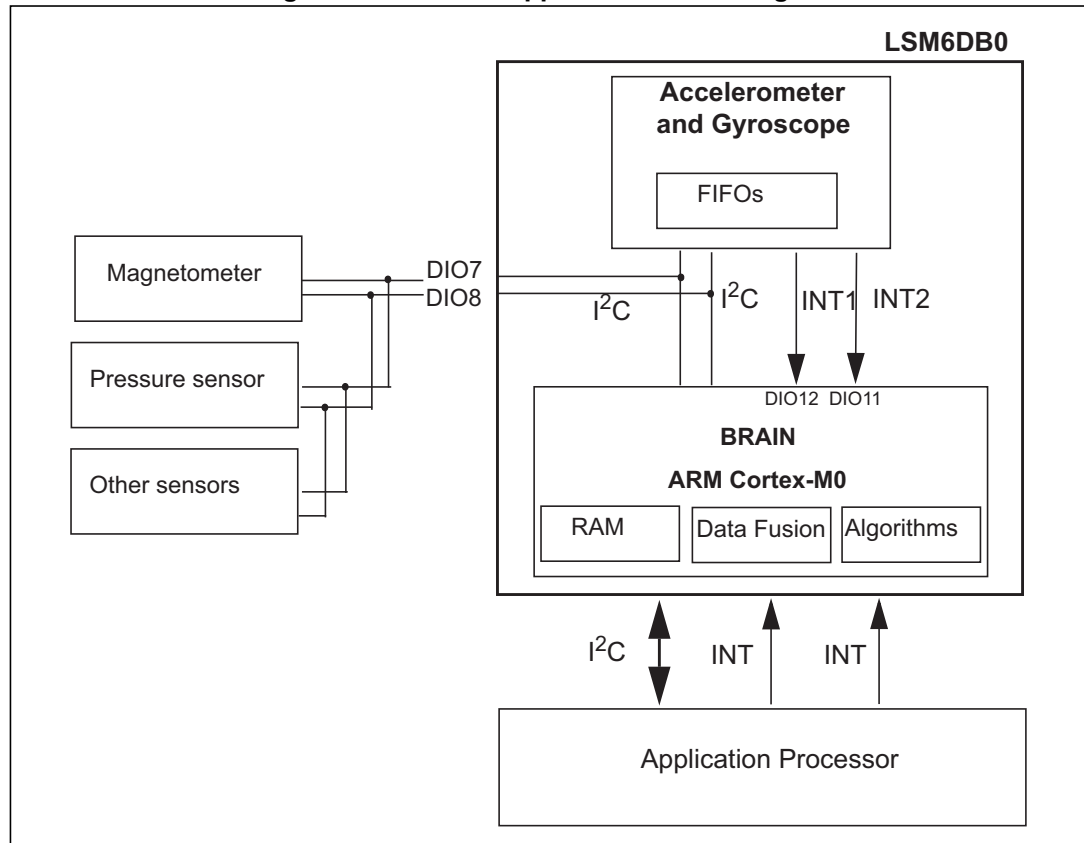 LSM6DB0
Accelerometer
and Gyroscope
FIFOs
Magnetometer
DIO7
DIO8
I2C
I2C
INT1
INT2
Pressure sensor
DIO12 DIO11
BRAIN
ARM Cortex-M0
Other sensors
RAM
Data Fusion
Algorithms
I2C
INT
INT
Application Processor